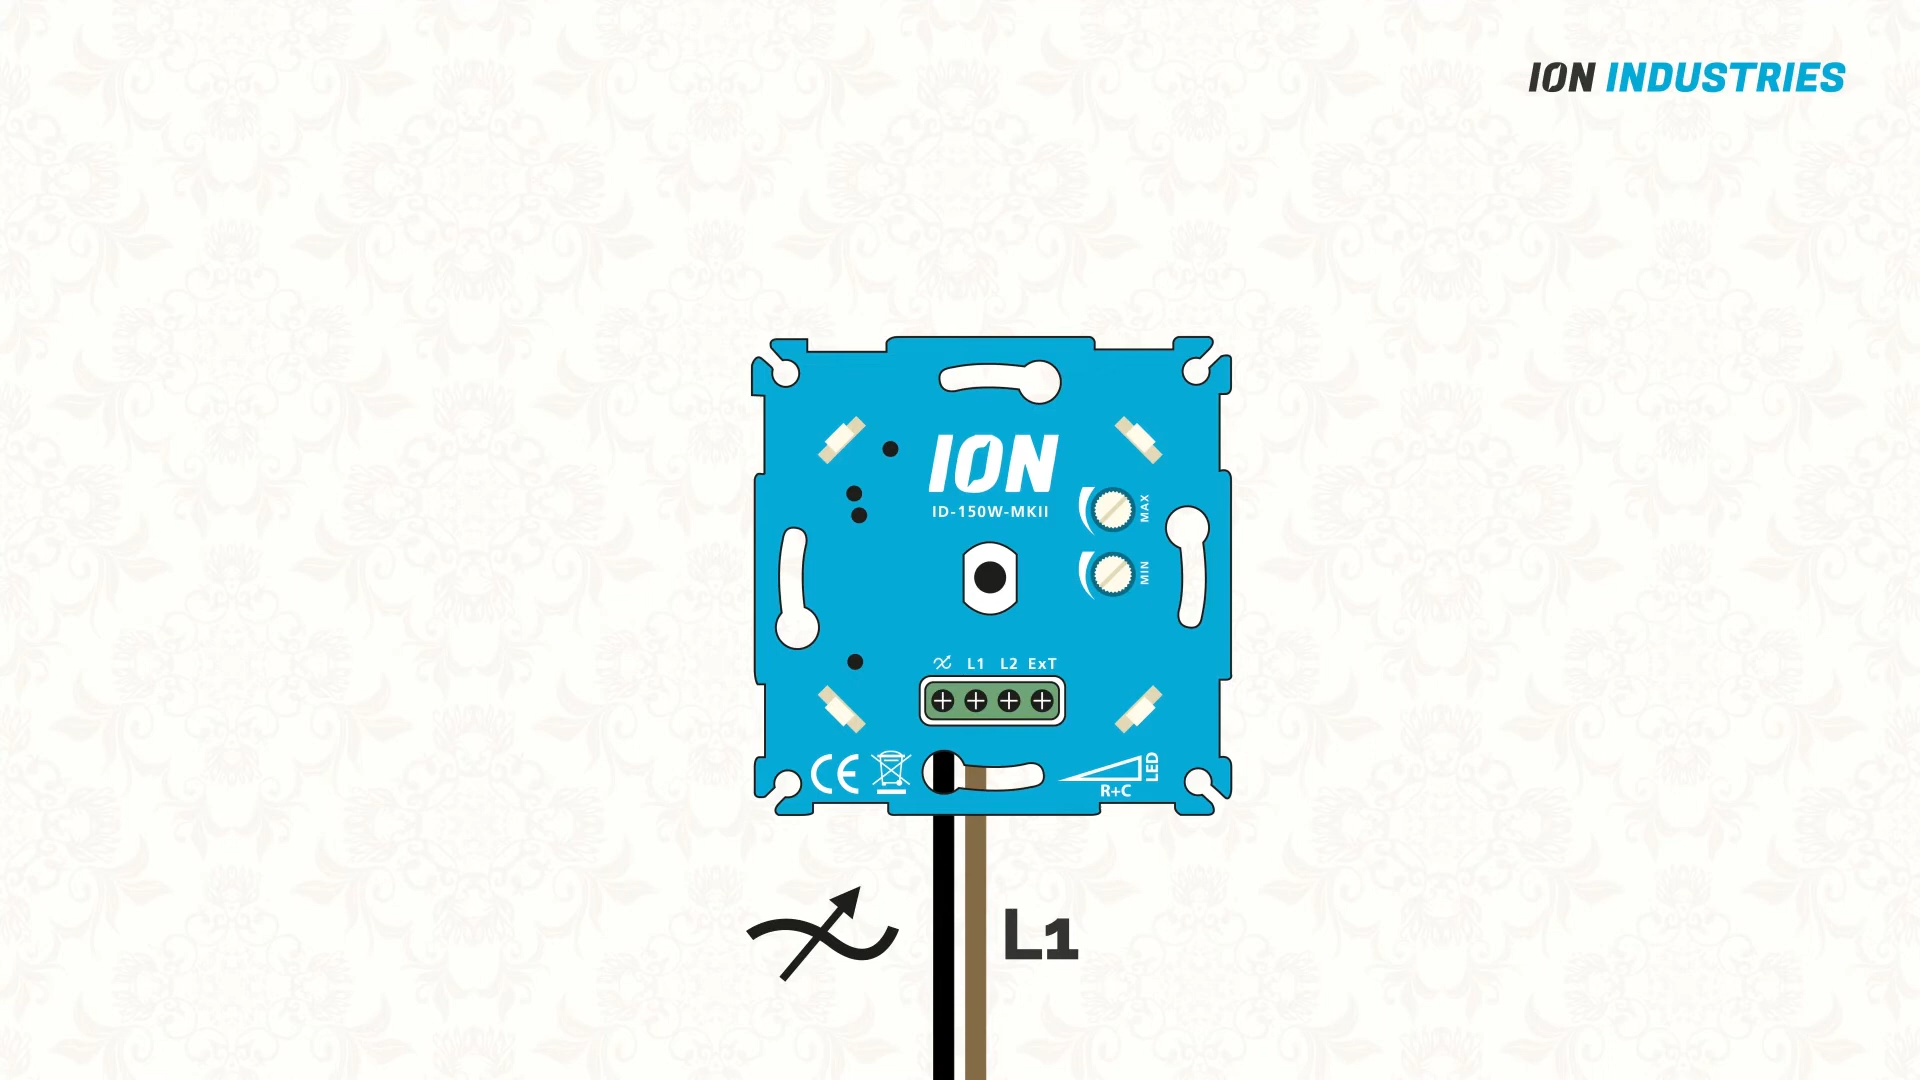 ION INDUSTRIES
ION
ID-150W-MKII
MAX
MIN
L1 L2 ExT
CE
LED
R+C
L1